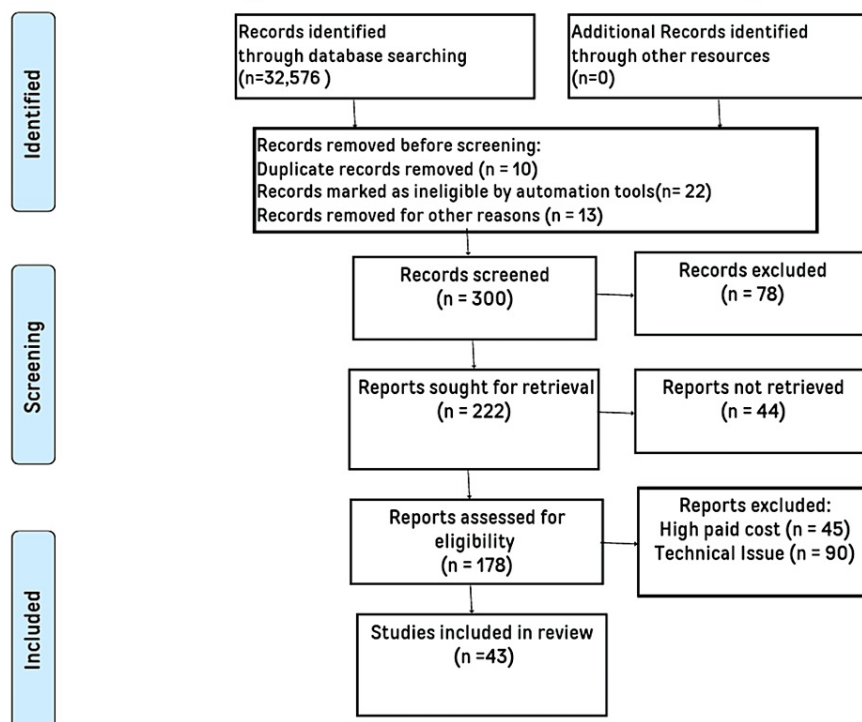 Identified
Records identified
through database searching
(n=32,576 )
Additional Records identified
through other resources
(n=0)
Records removed before screening:
Duplicate records removed (n = 10)
Records marked as ineligible by automation tools(n= 22)
Records removed for other reasons (n = 13)
Screening
Records screened
(n = 300)
Records excluded
(n = 78)
Reports sought for retrieval
(n = 222)
Reports not retrieved
(n = 44)
Reports assessed for
eligibility
(n = 178)
Reports excluded:
High paid cost (n = 45)
Technical Issue (n = 90)
Included
Studies included in review
(n =43)